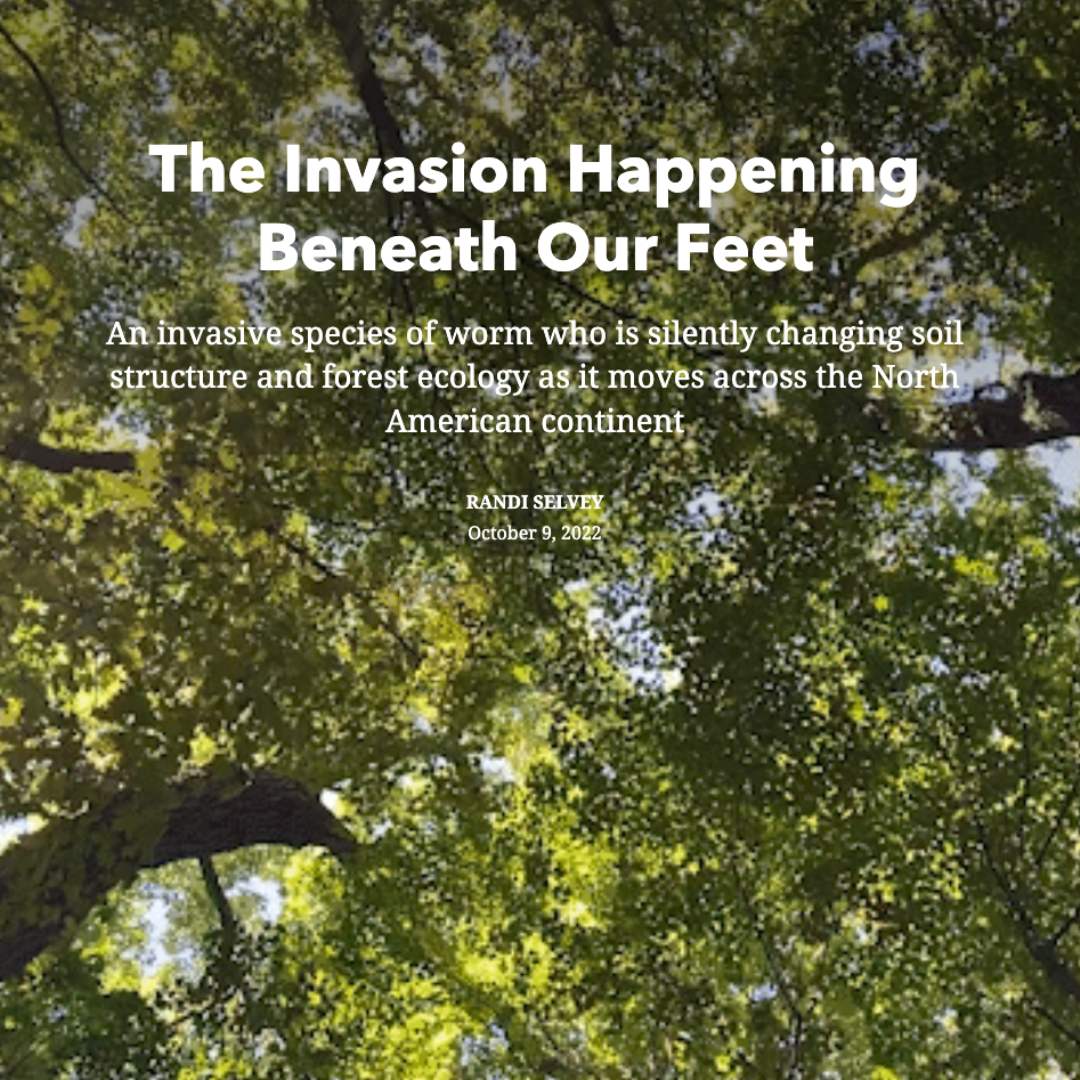 The Invasion Happening
Beneath Our Feet
An invasive species of worm who is silently changing soil
structure and forest ecology as it moves across the North
American continent
RANDI SELVEY
October 9, 2022